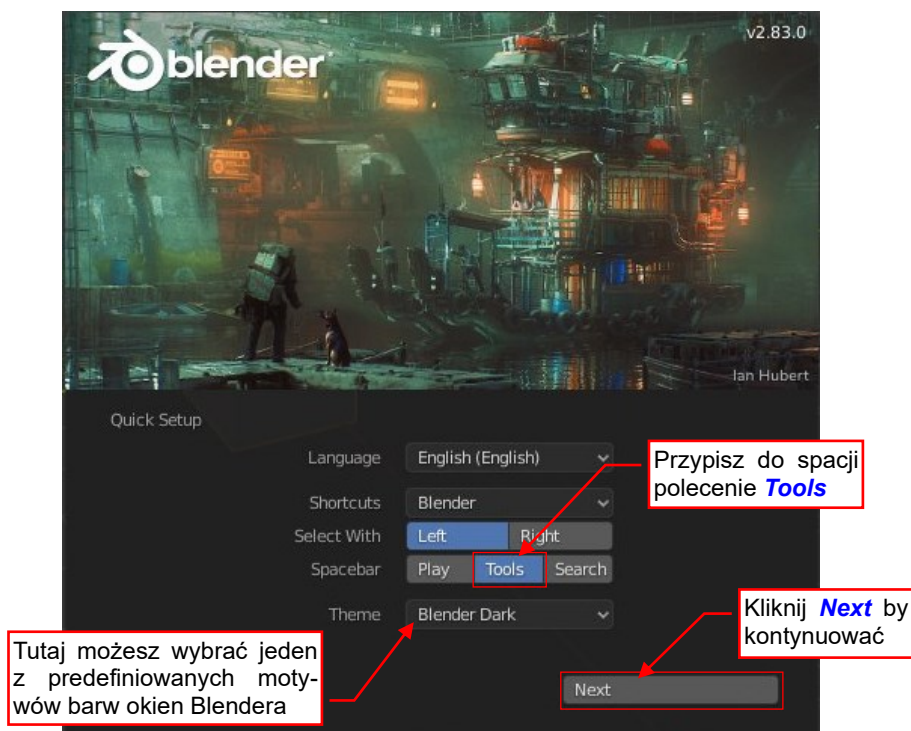 blender
v2.83.0
Ian Hubert
Quick Setup
Language English (English)
Przypisz do spacji
polecenie Tools
Shortcuts Blender
Select With Left Right
Spacebar Play Tools Search
Theme Blender Dark
Kliknij Next by
kontynuować
Tutaj możesz wybrać jeden
z predefiniowanych moty-
wów barw okien Blendera
Next